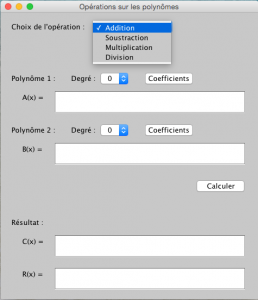 Opérations sur les polynômes
Choix de l'opération : ✓ Addition
Soustraction
Multiplication
Division
Polynôme 1 : Degré : 0 Coefficients
A(x) =
Polynôme 2 : Degré : 0 Coefficients
B(x) =
Calculer
Résultat :
C(x) =
R(x) =